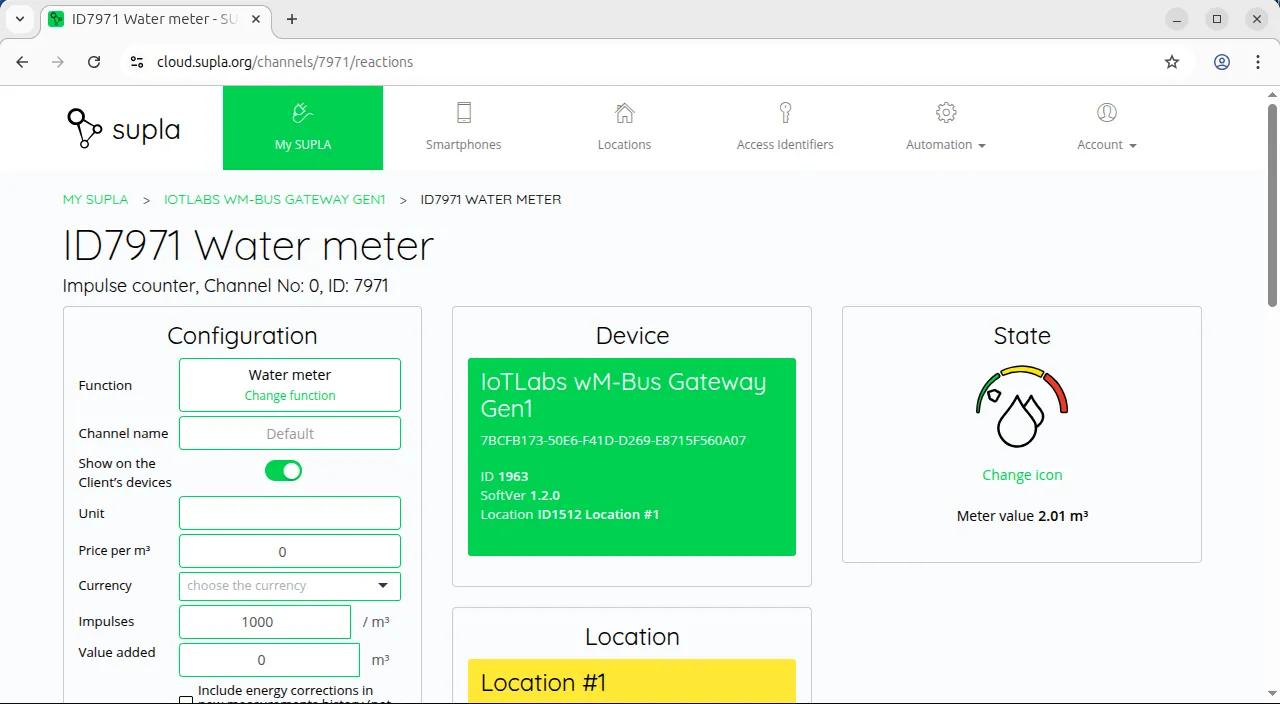 ID7971 Water meter - SU
cloud.supla.org/channels/7971/reactions
supla
My SUPLA
Smartphones
Locations
Access Identifiers
Automation
Account
MY SUPLA > IOTLABS WM-BUS GATEWAY GEN1 > ID7971 WATER METER
ID7971 Water meter
Impulse counter, Channel No: 0, ID: 7971
Configuration
Function
Water meter
Change function
Channel name
Default
Show on the
Client's devices
Unit
Price per m³
0
Currency
choose the currency
Impulses
1000
/ m³
Value added
0
m³
Include energy corrections in
new measurements history (not
Device
IoTLabs wM-Bus Gateway
Gen1
7BCFB173-50E6-F41D-D269-E8715F560A07
ID 1963
SoftVer 1.2.0
Location ID1512 Location #1
Location
Location #1
State
Change icon
Meter value 2.01 m³